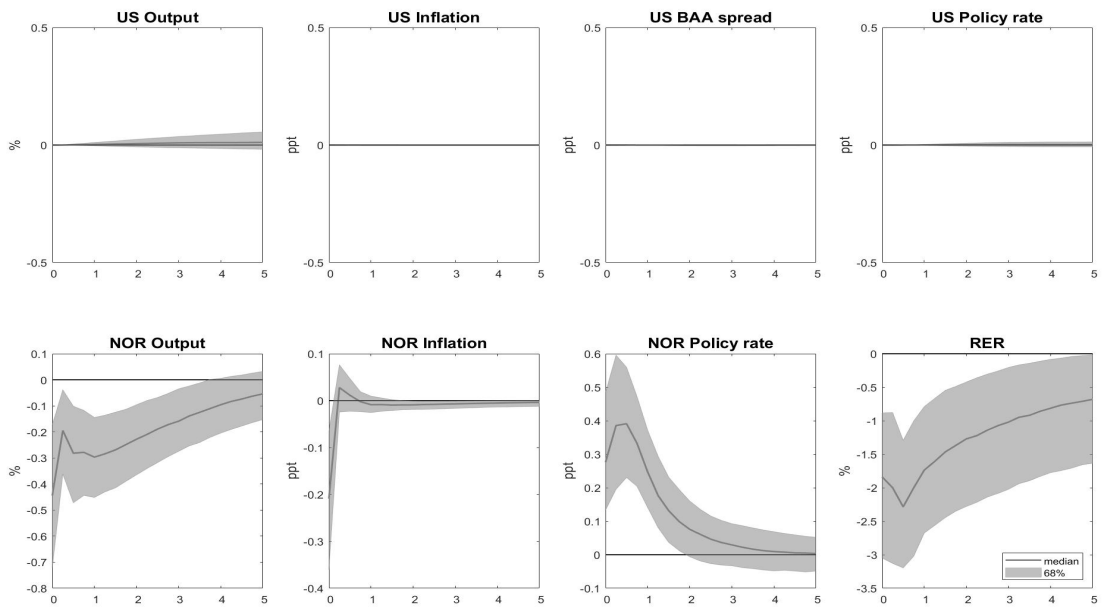 US Output
0.5
0
-0.5
%
0 1 2 3 4 5
US Inflation
0.5
0
-0.5
ppt
0 1 2 3 4 5
US BAA spread
0.5
0
-0.5
ppt
0 1 2 3 4 5
US Policy rate
0.5
0
-0.5
ppt
0 1 2 3 4 5
NOR Output
0.1
0
-0.1
-0.2
-0.3
-0.4
-0.5
-0.6
-0.7
-0.8
%
0 1 2 3 4 5
NOR Inflation
0.1
0
-0.1
-0.2
-0.3
-0.4
ppt
0 1 2 3 4 5
NOR Policy rate
0.6
0.5
0.4
0.3
0.2
0.1
0
-0.1
ppt
0 1 2 3 4 5
RER
0
-0.5
-1
-1.5
-2
-2.5
-3
-3.5
%
0 1 2 3 4 5
median
68%